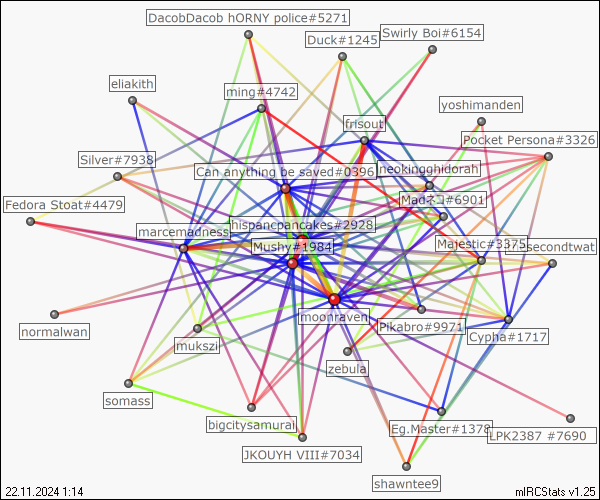 DacobDacob hORNY police#5271
Duck#1245
Swirly Boi#6154
eliakith
ming#4742
yoshimanden
frisout
Pocket Persona#3326
Silver#7938
Can anything be saved#0396
neokingghidorah
Madネコ#6901
Fedora Stoat#4479
marcemadness
hispancpancakes#2928
Mushy#1984
Majestic#3375
secondtwat
moonraven
normalwan
mukszi
Pikabro#9971
Cypha#1717
zebula
somass
bigcitysamurai
Eg.Master#1378
LPK2387 #7690
JKOUYH VIII#7034
shawntee9
22.11.2024 1:14
mIRCStats v1.25